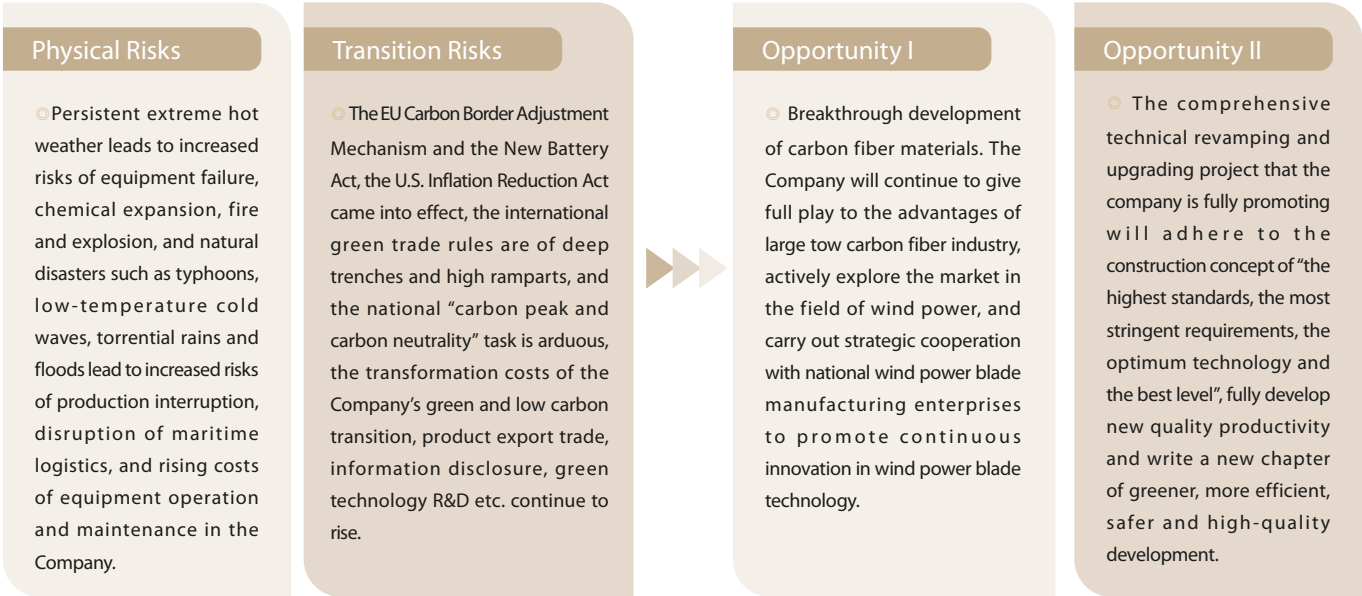 Physical Risks
Persistent extreme hot
weather leads to increased
risks of equipment failure,
chemical expansion, fire
and explosion, and natural
disasters such as typhoons,
low-temperature cold
waves, torrential rains and
floods lead to increased risks
of production interruption,
disruption of maritime
logistics, and rising costs
of equipment operation
and maintenance in the
Company.
Transition Risks
The EU Carbon Border Adjustment
Mechanism and the New Battery
Act, the U.S. Inflation Reduction Act
came into effect, the international
green trade rules are of deep
trenches and high ramparts, and
the national “carbon peak and
carbon neutrality” task is arduous,
the transformation costs of the
Company’s green and low carbon
transition, product export trade,
information disclosure, green
technology R&D etc. continue to
rise.
Opportunity I
Breakthrough development
of carbon fiber materials. The
Company will continue to give
full play to the advantages of
large tow carbon fiber industry,
actively explore the market in
the field of wind power, and
carry out strategic cooperation
with national wind power blade
manufacturing enterprises
to promote continuous
innovation in wind power blade
technology.
Opportunity II
The comprehensive
technical revamping and
upgrading project that the
company is fully promoting
will adhere to the
construction concept of “the
highest standards, the most
stringent requirements, the
optimum technology and
the best level”, fully develop
new quality productivity
and write a new chapter
of greener, more efficient,
safer and high-quality
development.